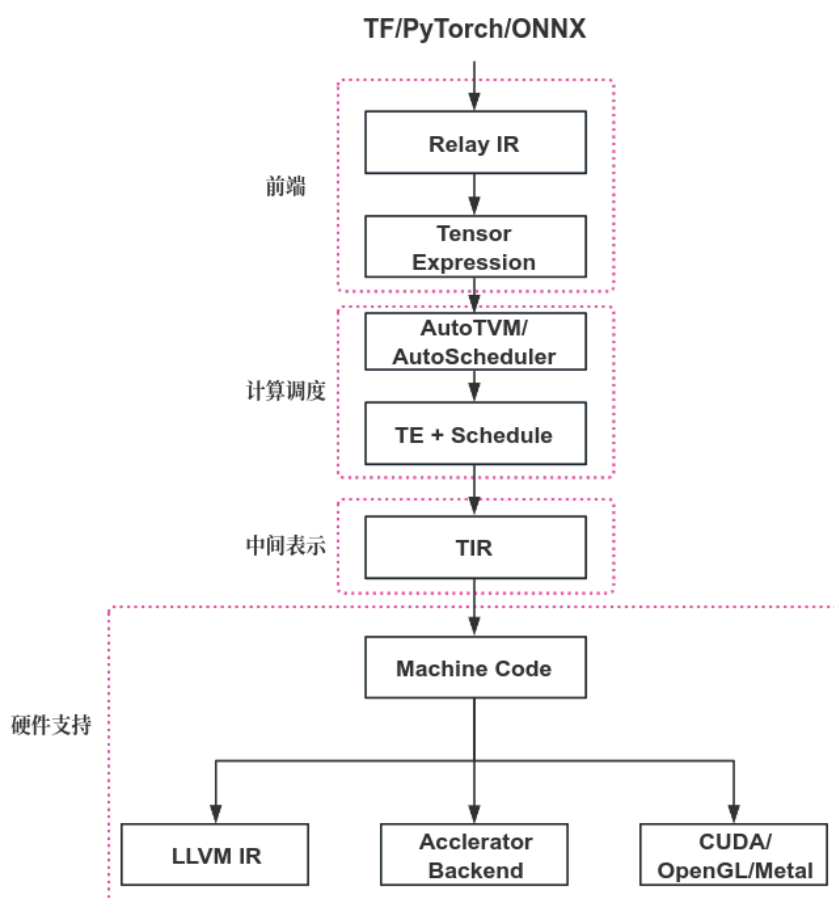 TF/PyTorch/ONNX
Relay IR
前端
Tensor
Expression
AutoTVM/
AutoScheduler
计算调度
TE + Schedule
中间表示
TIR
Machine Code
硬件支持
LLVM IR
Acclerator
Backend
CUDA/
OpenGL/Metal